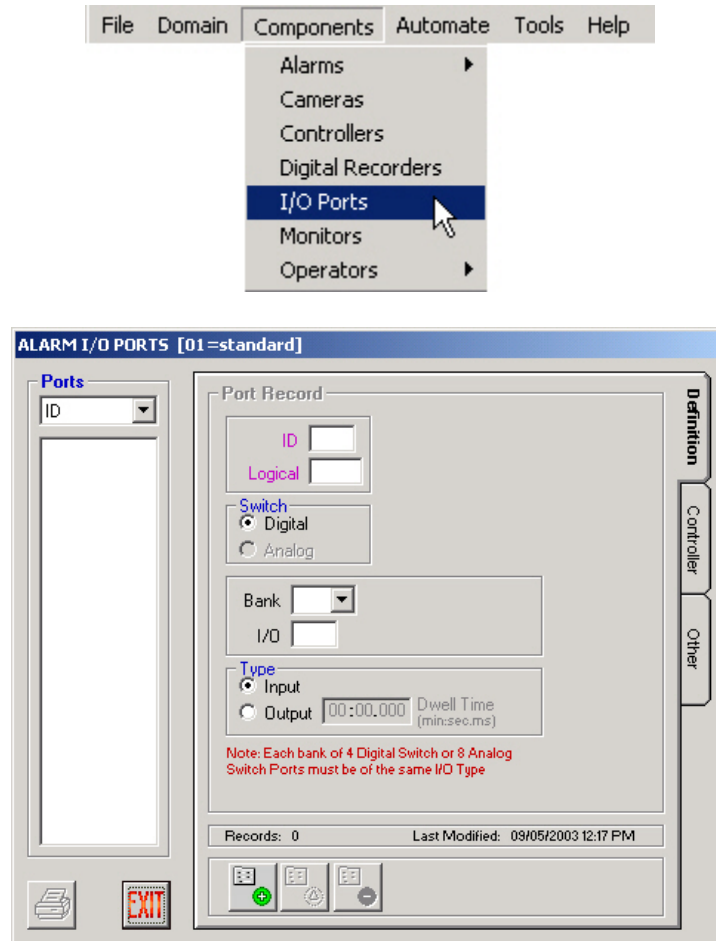 File Domain Components Automate Tools Help
Alarms
Cameras
Controllers
Digital Recorders
I/O Ports
Monitors
Operators
ALARM I/O PORTS [01=standard]
Ports
ID
Port Record
ID
Logical
Switch
Digital
Analog
Bank
I/O
Type
Input
Output 00:00.000 Dwell Time
(min:sec.ms)
Note: Each bank of 4 Digital Switch or 8 Analog
Switch Ports must be of the same I/O Type
Records: 0 Last Modified: 09/05/2003 12:17 PM
Definition
Controller
Other
EXIT